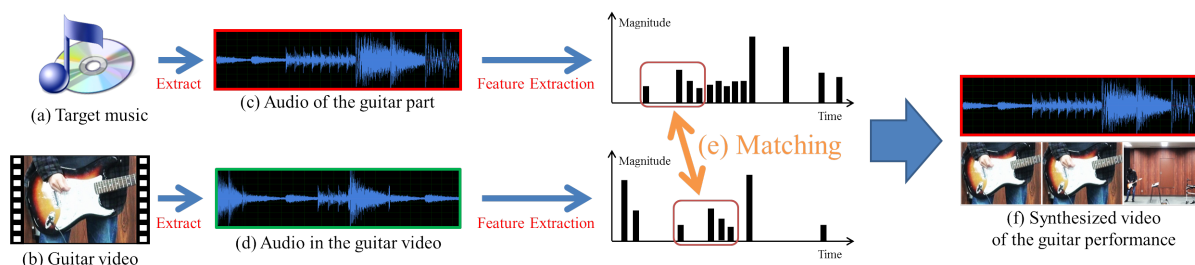 Extract
(a) Target music
(c) Audio of the guitar part
Feature Extraction
Magnitude
Time
(e) Matching
Extract
(b) Guitar video
(d) Audio in the guitar video
Feature Extraction
Magnitude
Time
(f) Synthesized video
of the guitar performance